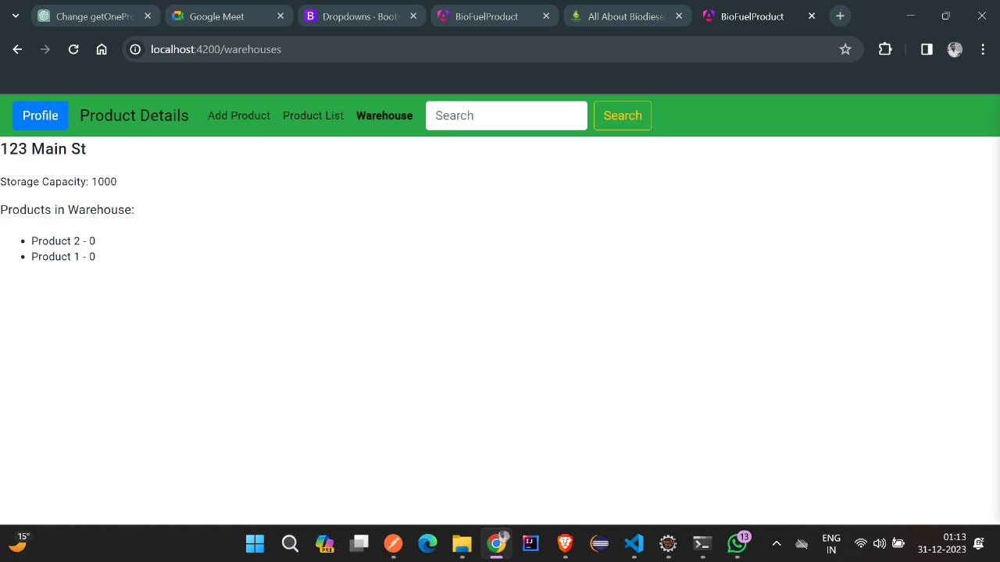 Change getOnePro
Google Meet
Dropdowns · Boots
BioFuelProduct
All About Biodiese
BioFuelProduct
localhost:4200/warehouses
Profile
Product Details
Add Product
Product List
Warehouse
Search
Search
123 Main St
Storage Capacity: 1000
Products in Warehouse:
• Product 2 - 0
• Product 1 - 0
15°
PRE
13
ENG
IN
01:13
31-12-2023